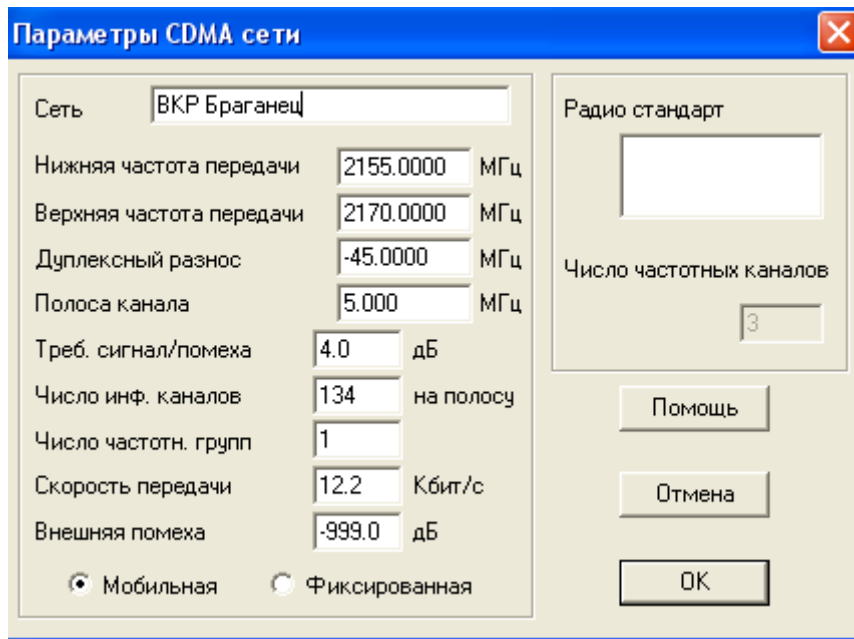 Параметры CDMA сети
Сеть ВКР Браганец
Нижняя частота передачи 2155.0000 МГц
Верхняя частота передачи 2170.0000 МГц
Дуплексный разнос -45.0000 МГц
Полоса канала 5.000 МГц
Треб. сигнал/помеха 4.0 дБ
Число инф. каналов 134 на полосу
Число частотн. групп 1
Скорость передачи 12.2 Кбит/с
Внешняя помеха -999.0 дБ
Мобильная Фиксированная
Радио стандарт
Число частотных каналов
3
Помощь
Отмена
OK